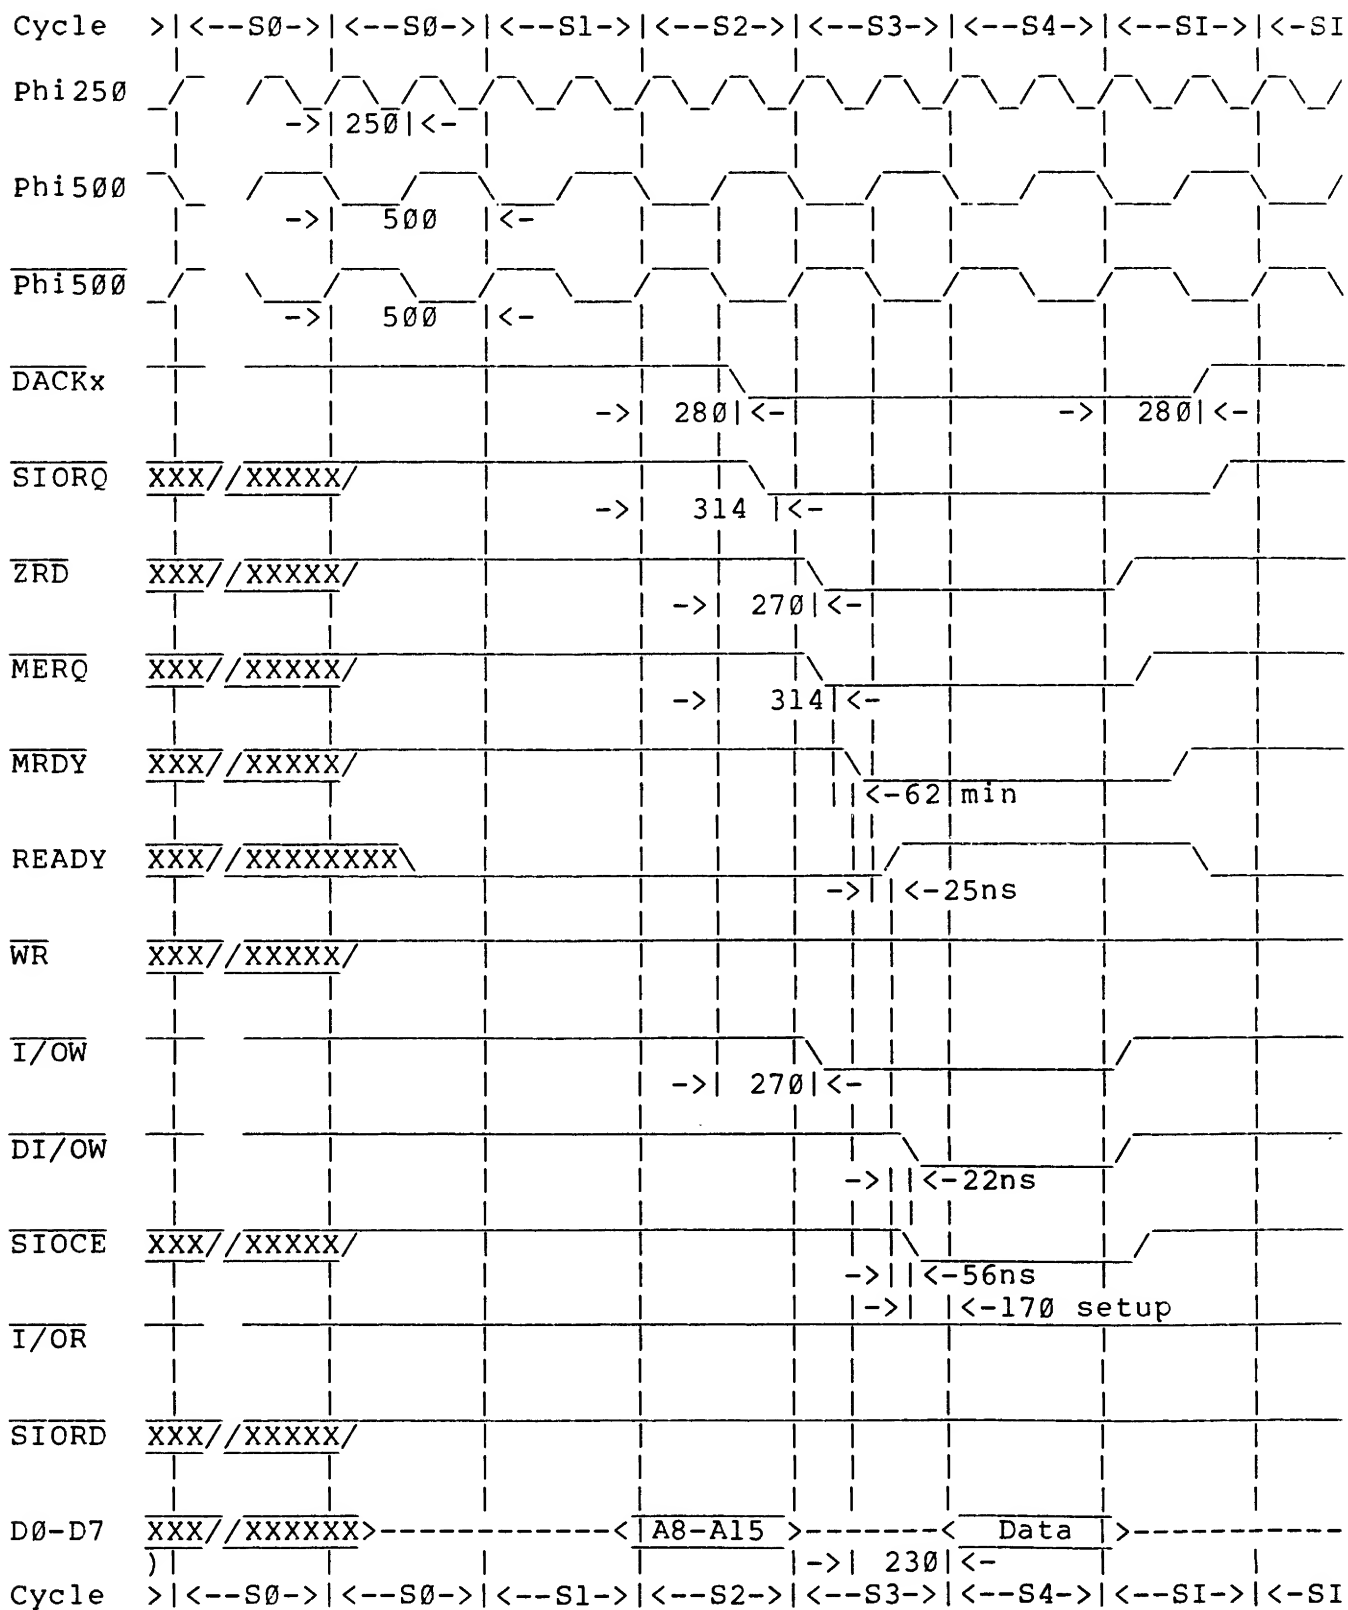 Cycle >|<--SØ->|<--SØ->|<--S1->|<--S2->|<--S3->|<--S4->|<--SI->|<-SI
Phi25Ø
->|25Ø|<-
Phi5ØØ
->| 5ØØ |<-
Phi5ØØ
->| 5ØØ |<-
DACKx
->| 28Ø|<- ->| 28Ø|<-
SIORQ XXX//XXXXX/
->| 314 |<-
ZRD XXX//XXXXX/
->| 27Ø|<-
MERQ XXX//XXXXX/
->| 314|<-
MRDY XXX//XXXXX/
<-62 min
READY XXX//XXXXXXXX\
->| |<-25ns
WR XXX//XXXXX/
I/OW
->| 27Ø|<-
DI/OW
->| |<-22ns
SIOCE XXX//XXXXX/
->| |<-56ns
->| |<-17Ø setup
I/OR
SIORD XXX//XXXXX/
DØ-D7 XXX//XXXXXX>------------<|A8-A15 >-------< Data |>-----------
)| |->| 23Ø|<-
Cycle >|<--SØ->|<--SØ->|<--S1->|<--S2->|<--S3->|<--S4->|<--SI->|<-SI